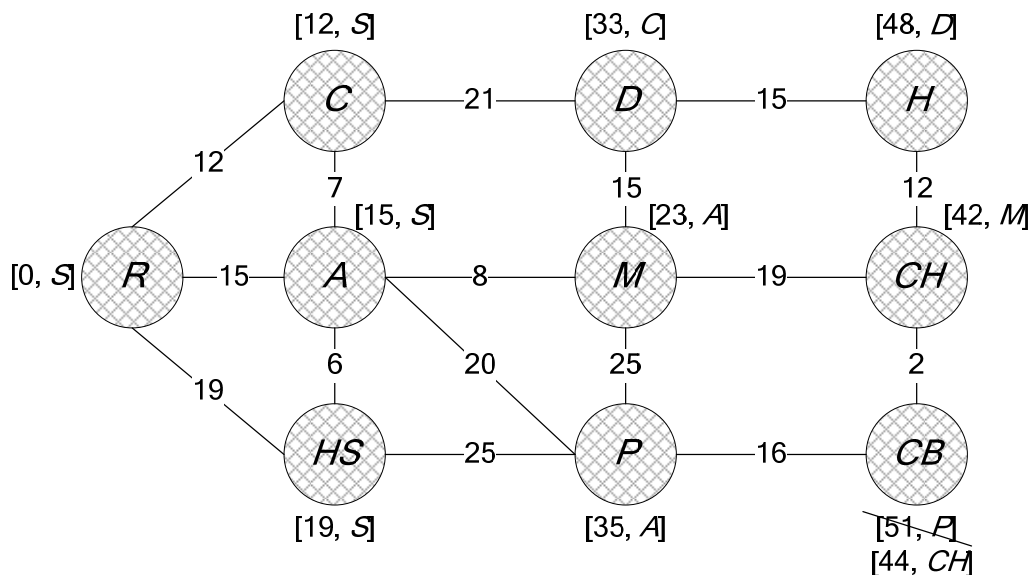 [12, S] [33, C] [48, D]
C 21 D 15 H
12 7 15 12
[15, S] [23, A] [42, M]
[0, S] R 15 A 8 M 19 CH
19 6 20 25 2
HS 25 P 16 CB
[19, S] [35, A] [51, P]
[44, CH]